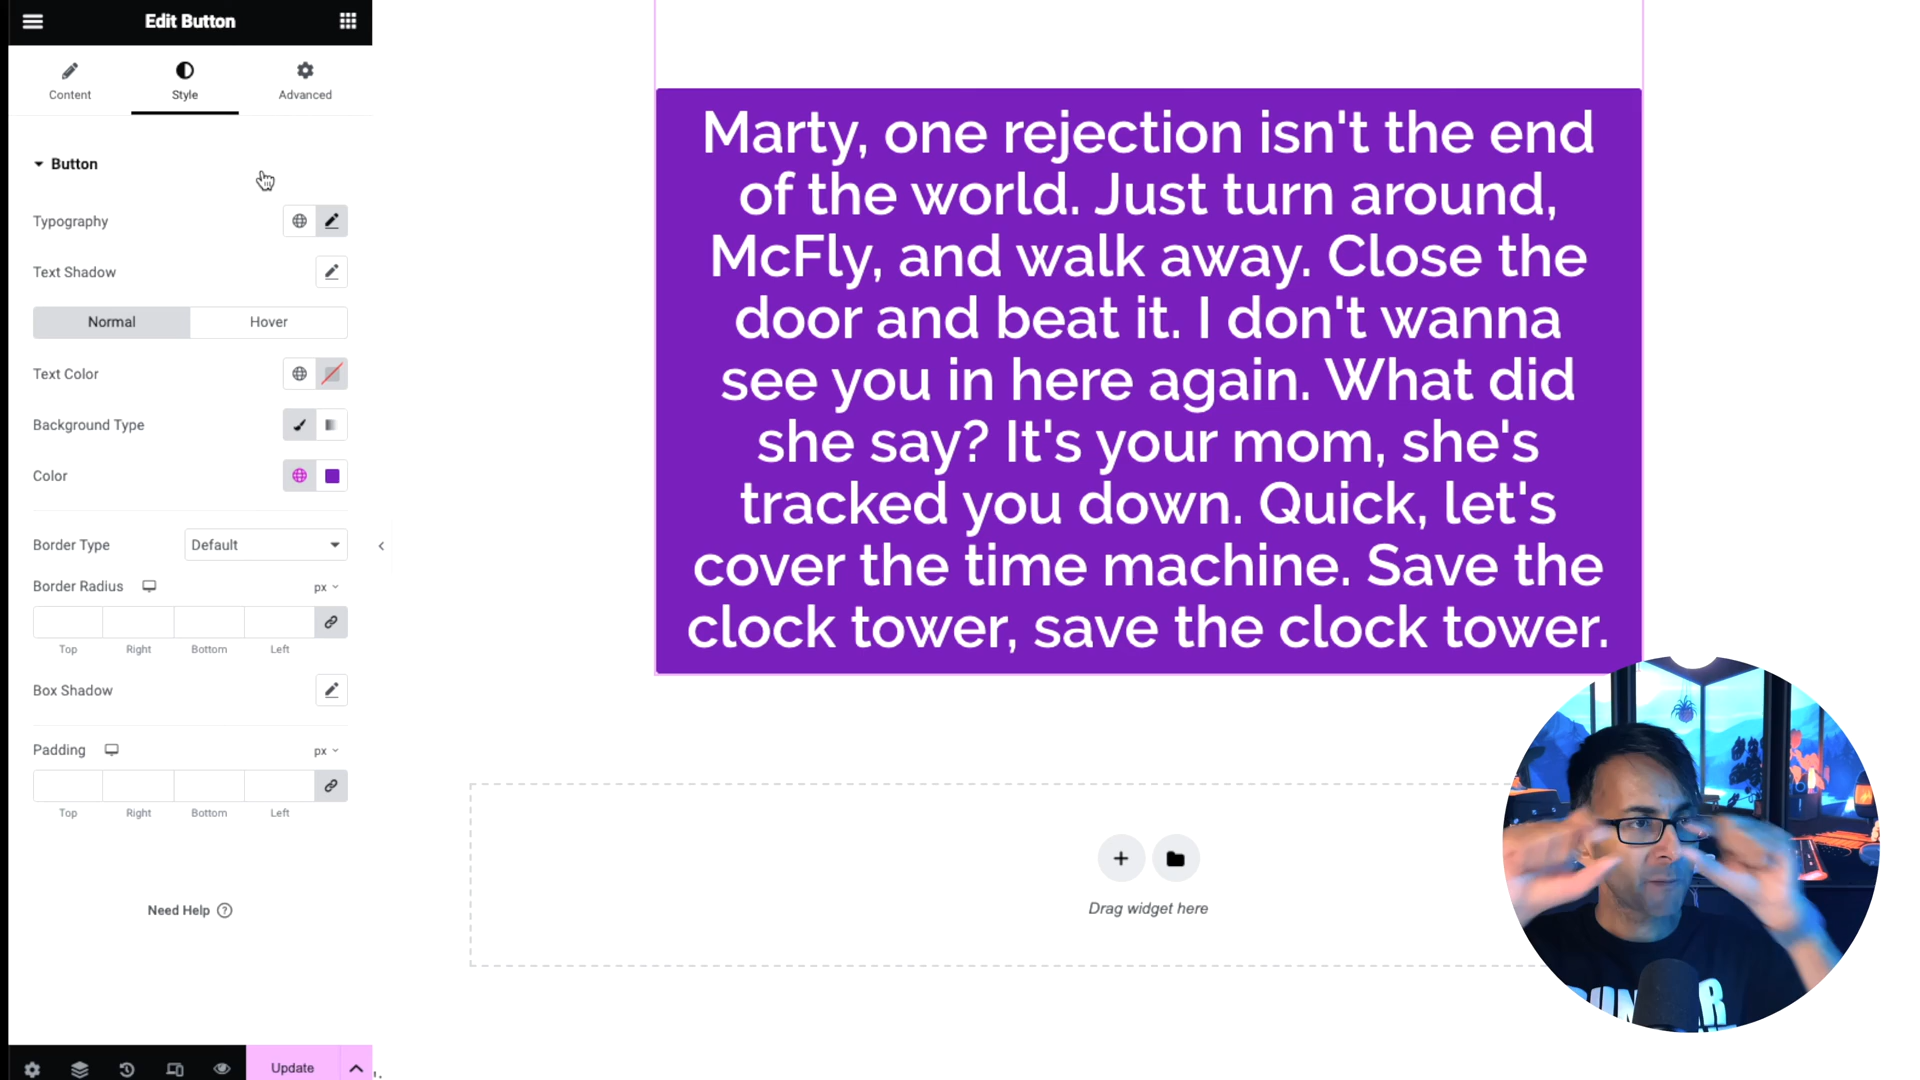 Edit Button
Content
Style
Advanced
Button
Typography
Text Shadow
Normal
Hover
Text Color
Background Type
Color
Border Type
Default
Border Radius
px
Top
Right
Bottom
Left
Box Shadow
Padding
px
Top
Right
Bottom
Left
Need Help
Update
Marty, one rejection isn't the end
of the world. Just turn around,
McFly, and walk away. Close the
door and beat it. I don't wanna
see you in here again. What did
she say? It's your mom, she's
tracked you down. Quick, let's
cover the time machine. Save the
clock tower, save the clock tower.
Drag widget here